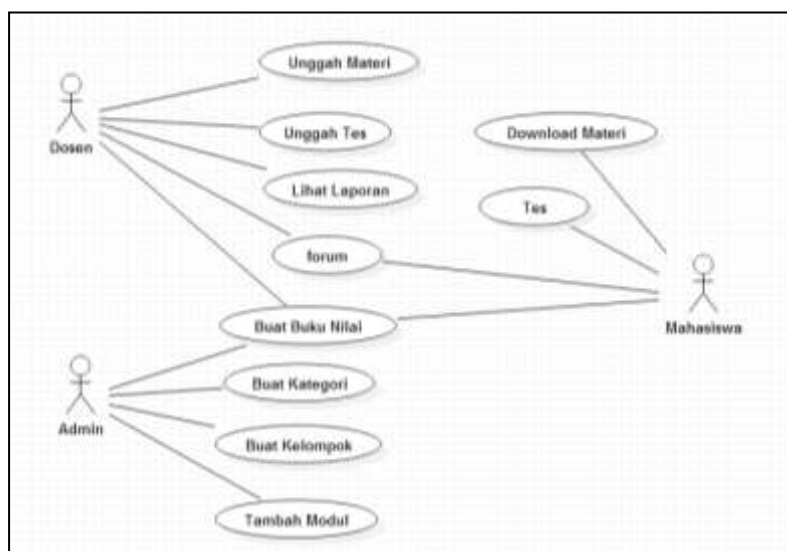 Unggah Materi
Dosen
Unggah Tes
Download Materi
Lihat Laporan
Tes
forum
Buat Buku Nilai
Mahasiswa
Buat Kategori
Admin
Buat Kelompok
Tambah Modul